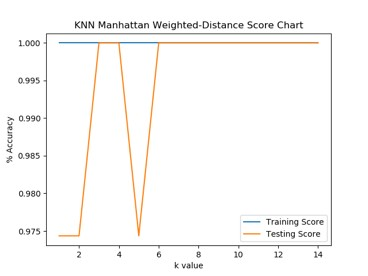 KNN Manhattan Weighted-Distance Score Chart
1.000
0.995
0.990
0.985
0.980
0.975
% Accuracy
2 4 6 8 10 12 14
k value
Training Score
Testing Score